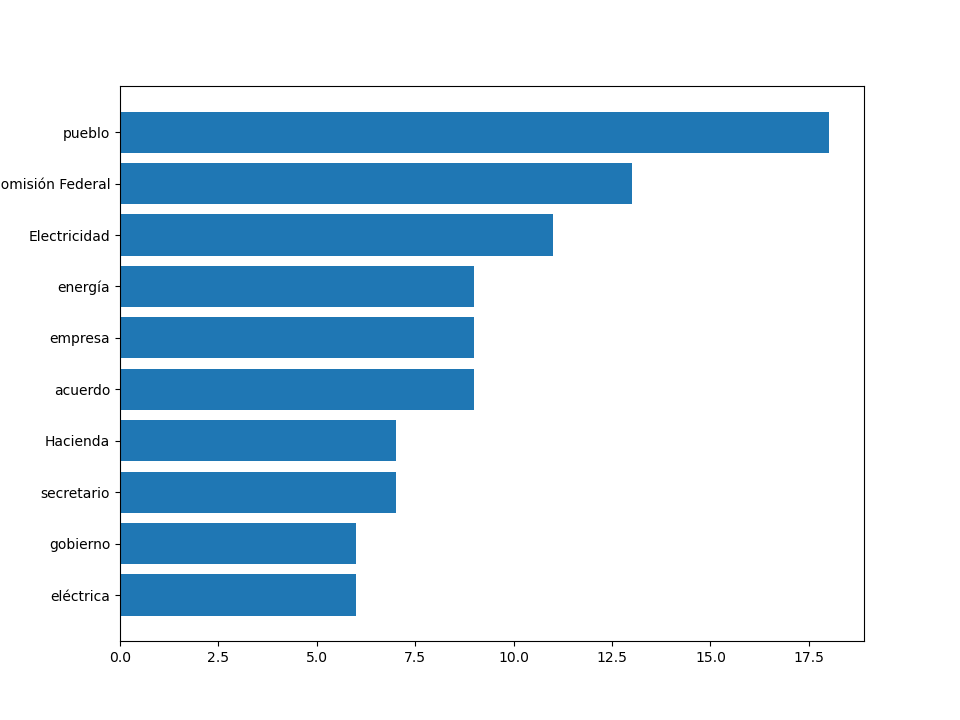 pueblo
omisión Federal
Electricidad
energía
empresa
acuerdo
Hacienda
secretario
gobierno
eléctrica
0.0 2.5 5.0 7.5 10.0 12.5 15.0 17.5